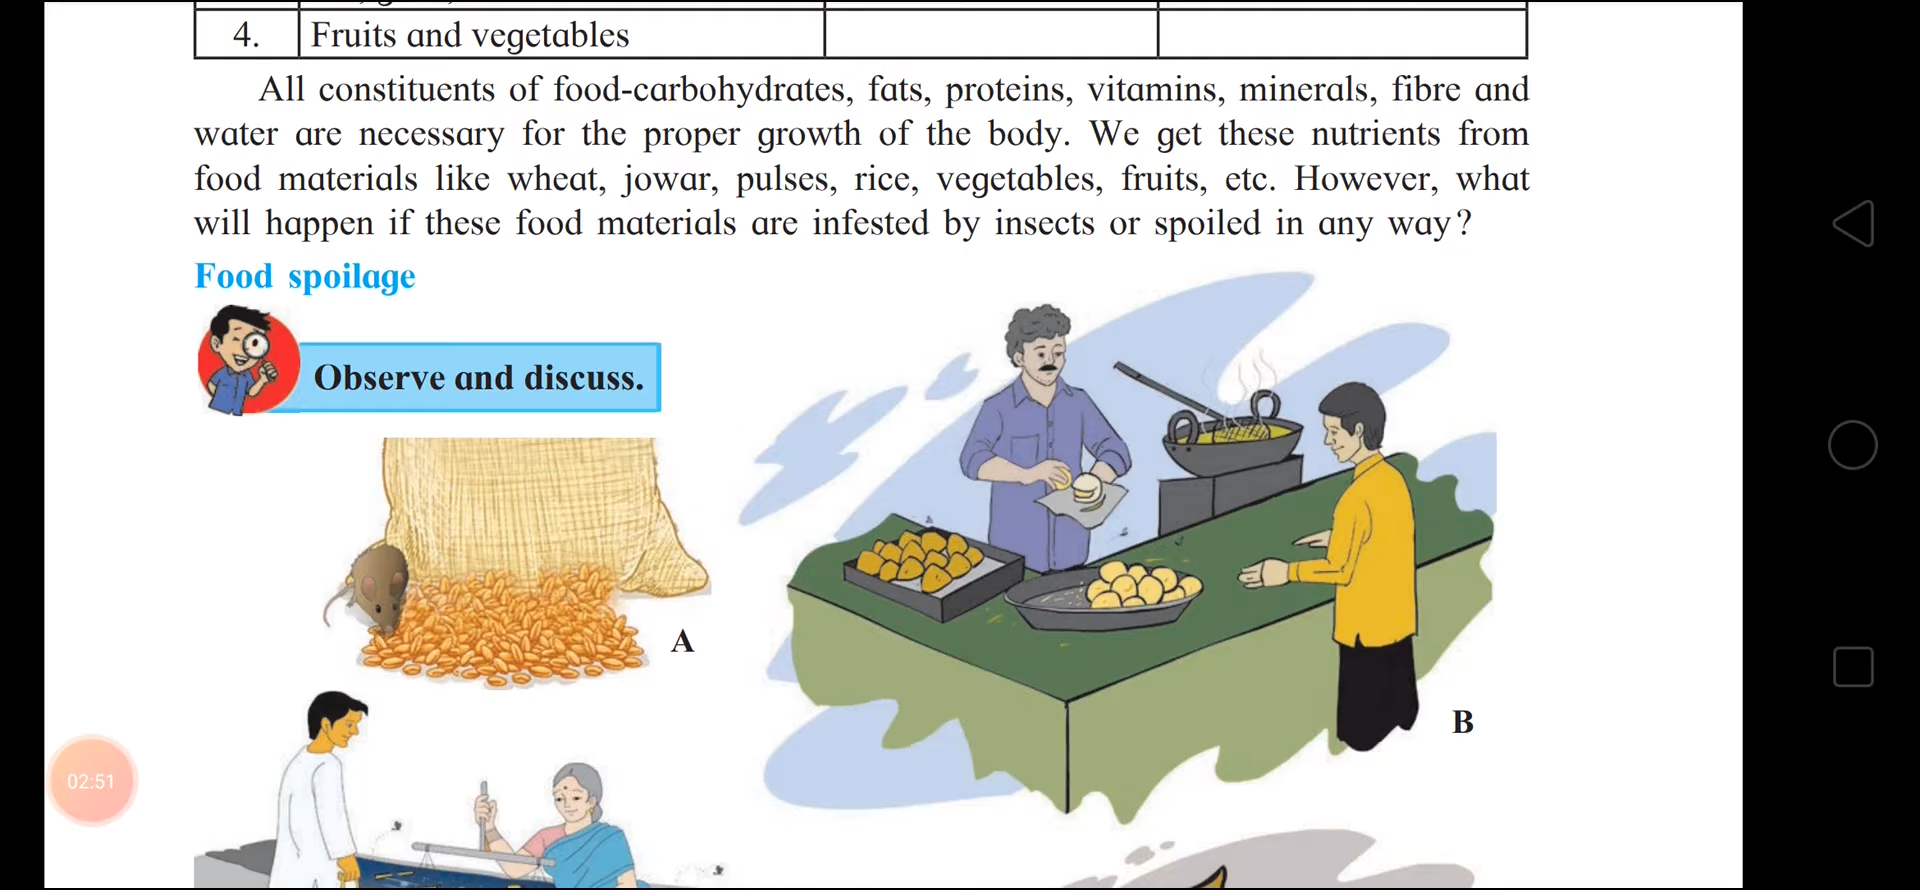 4. Fruits and vegetables
All constituents of food-carbohydrates, fats, proteins, vitamins, minerals, fibre and
water are necessary for the proper growth of the body. We get these nutrients from
food materials like wheat, jowar, pulses, rice, vegetables, fruits, etc. However, what
will happen if these food materials are infested by insects or spoiled in any way?
Food spoilage
Observe and discuss.
A
B
02:51